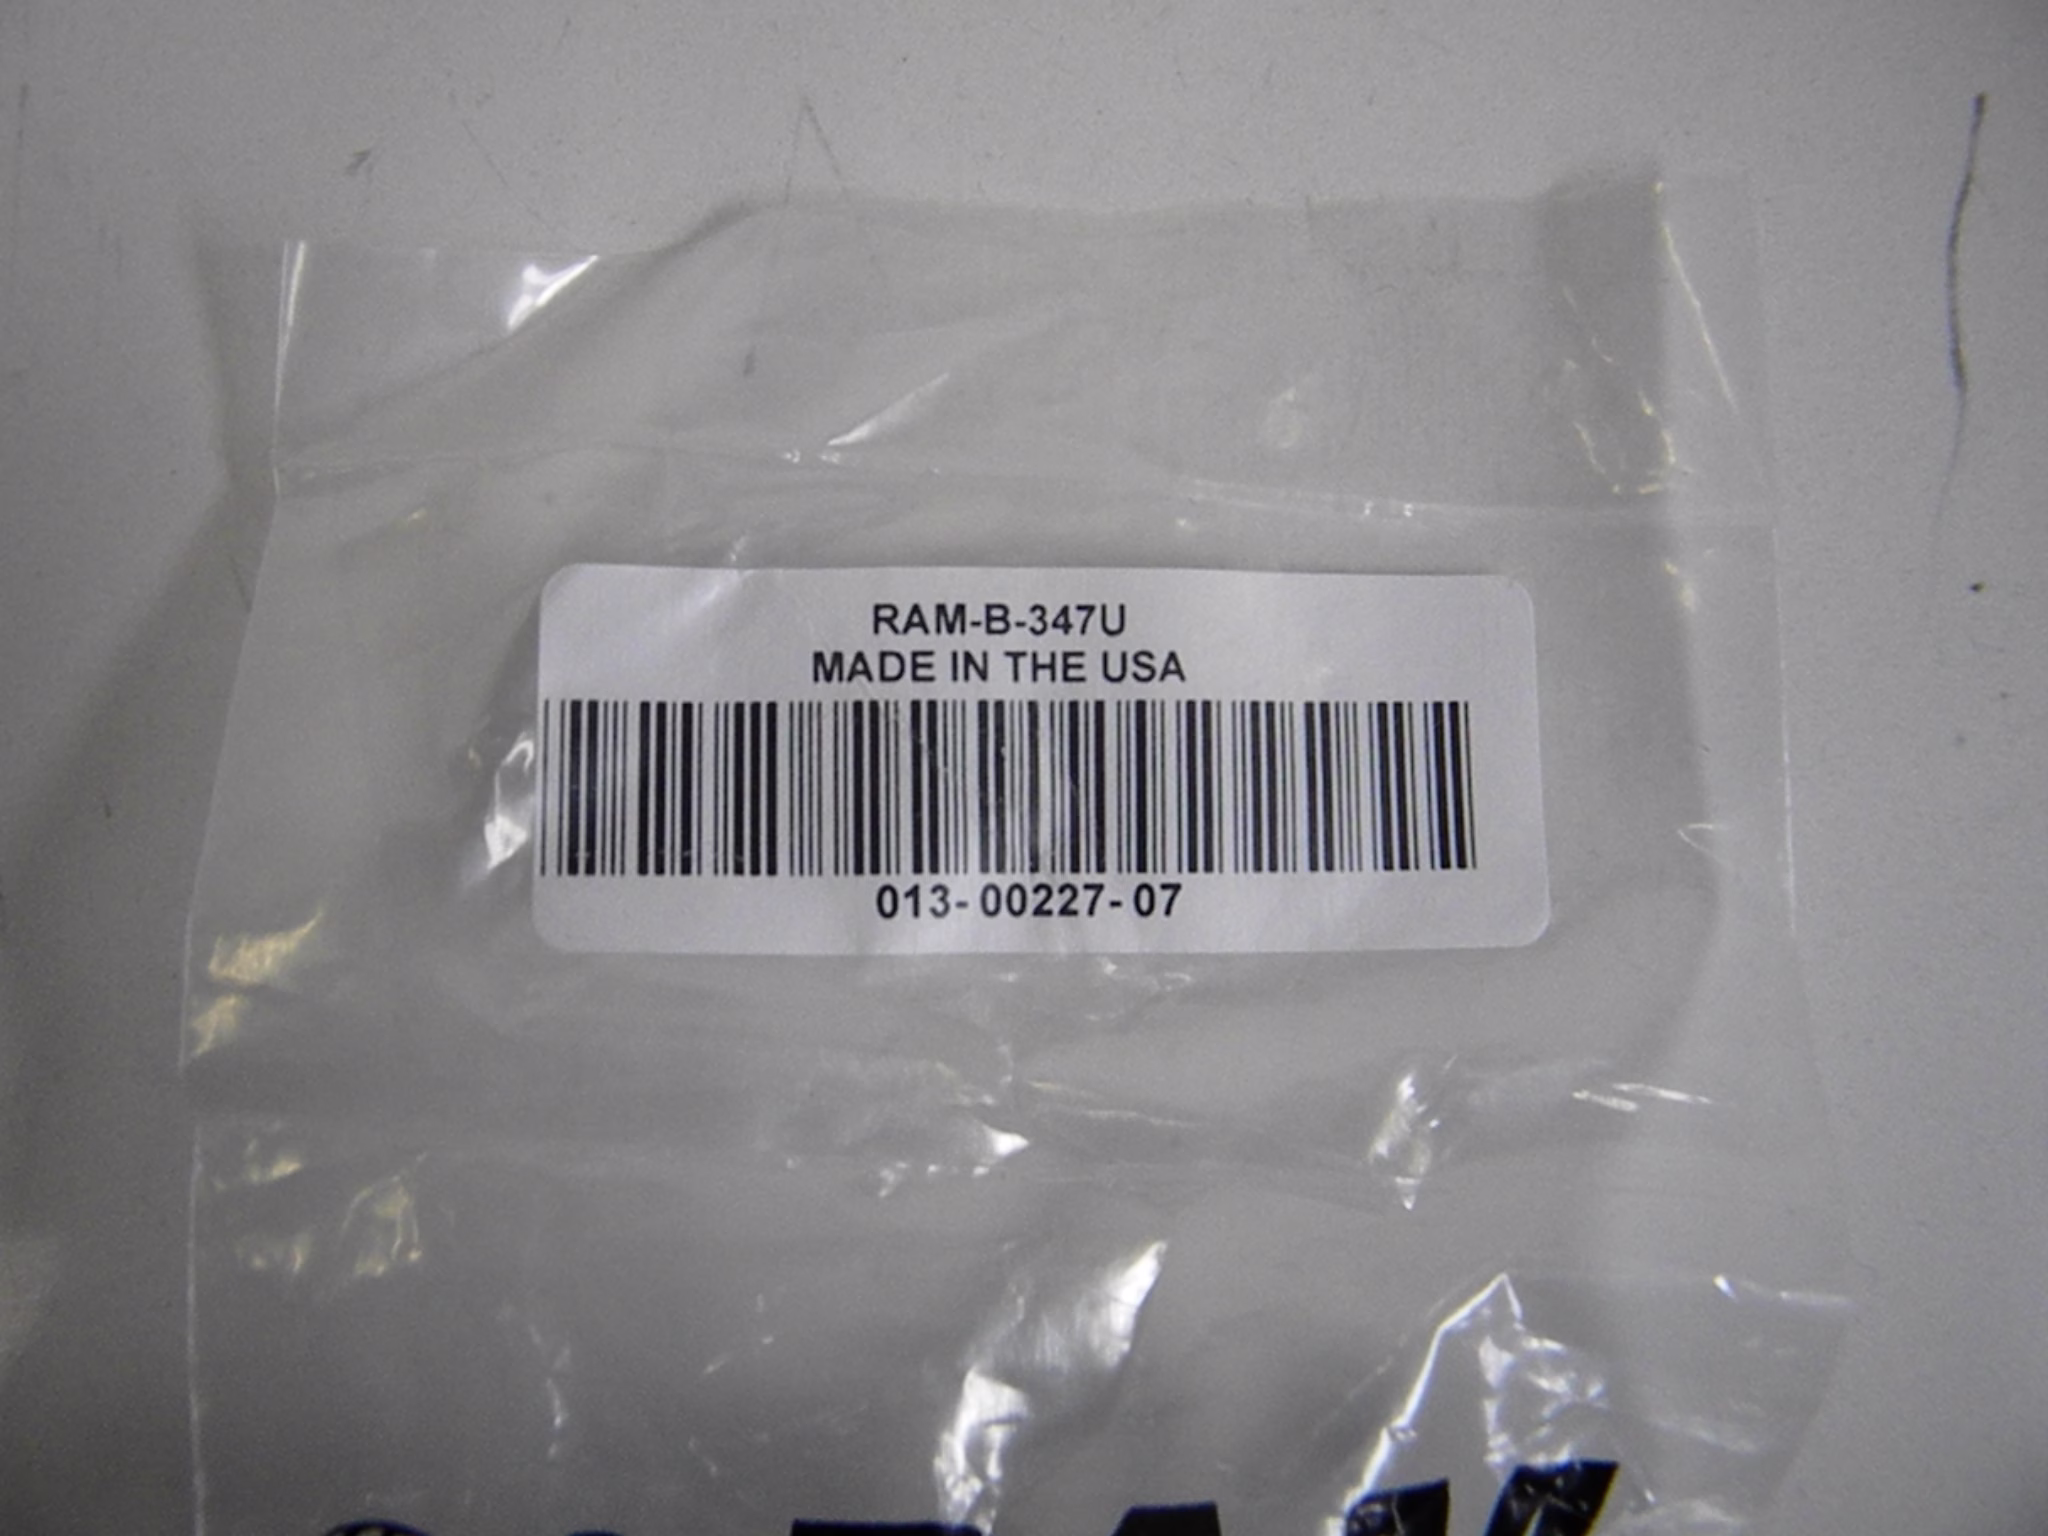 RAM-B-347U
MADE IN THE USA
013-00227-07